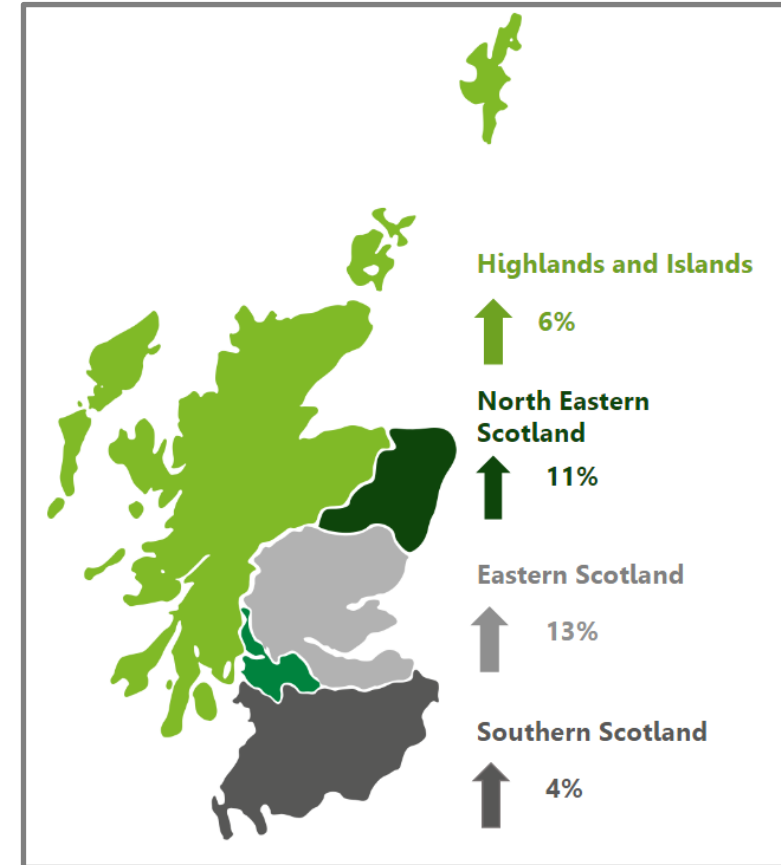 Highlands and Islands
6%
North Eastern
Scotland
11%
Eastern Scotland
13%
Southern Scotland
4%